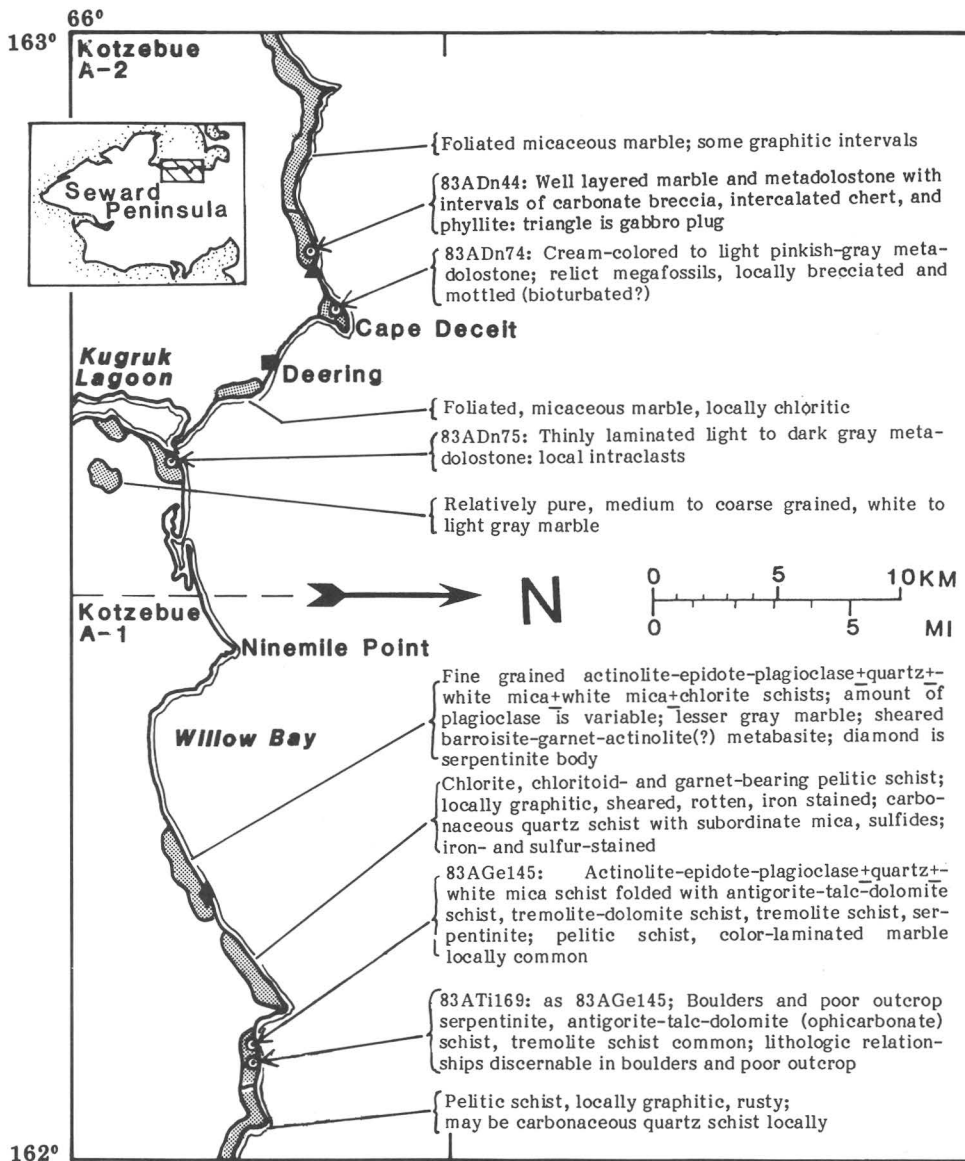 66º
163º
Kotzebue
A-2
Seward
Peninsula
Foliated micaceous marble; some graphitic intervals
83ADn44: Well layered marble and metadolostone with
intervals of carbonate breccia, intercalated chert, and
phyllite: triangle is gabbro plug
83ADn74: Cream-colored to light pinkish-gray meta-
dolostone; relict megafossils, locally brecciated and
mottled (bioturbated?)
Cape Deceit
Kugruk
Lagoon
Deering
Foliated, micaceous marble, locally chloritic
83ADn75: Thinly laminated light to dark gray meta-
dolostone: local intraclasts
Relatively pure, medium to coarse grained, white to
light gray marble
N
0 5 10 KM
0 5 MI
Kotzebue
A-1
Ninemile Point
Fine grained actinolite-epidote-plagioclase±quartz±-
white mica±white mica±chlorite schists; amount of
plagioclase is variable; lesser gray marble; sheared
barroisite-garnet-actinolite(?) metabasite; diamond is
serpentinite body
Willow Bay
Chlorite, chloritoid- and garnet-bearing pelitic schist;
locally graphitic, sheared, rotten, iron stained; carbo-
naceous quartz schist with subordinate mica, sulfides;
iron- and sulfur-stained
83AGe145: Actinolite-epidote-plagioclase±quartz±-
white mica schist folded with antigorite-talc-dolomite
schist, tremolite-dolomite schist, tremolite schist, ser-
pentinite; pelitic schist, color-laminated marble
locally common
83ATi169: as 83AGe145; Boulders and poor outcrop
serpentinite, antigorite-talc-dolomite (ophicarbonate)
schist, tremolite schist common; lithologic relation-
ships discernable in boulders and poor outcrop
Pelitic schist, locally graphitic, rusty;
may be carbonaceous quartz schist locally
162º